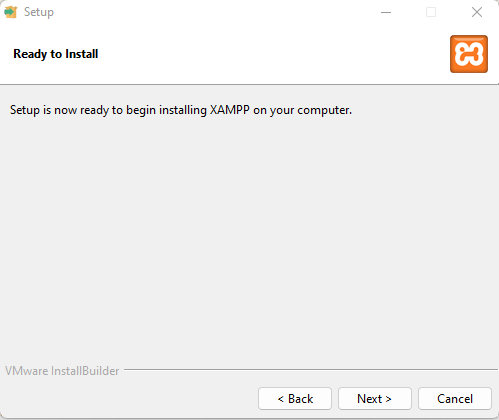 Setup
Ready to Install
Setup is now ready to begin installing XAMPP on your computer.
VMware InstallBuilder
< Back
Next >
Cancel